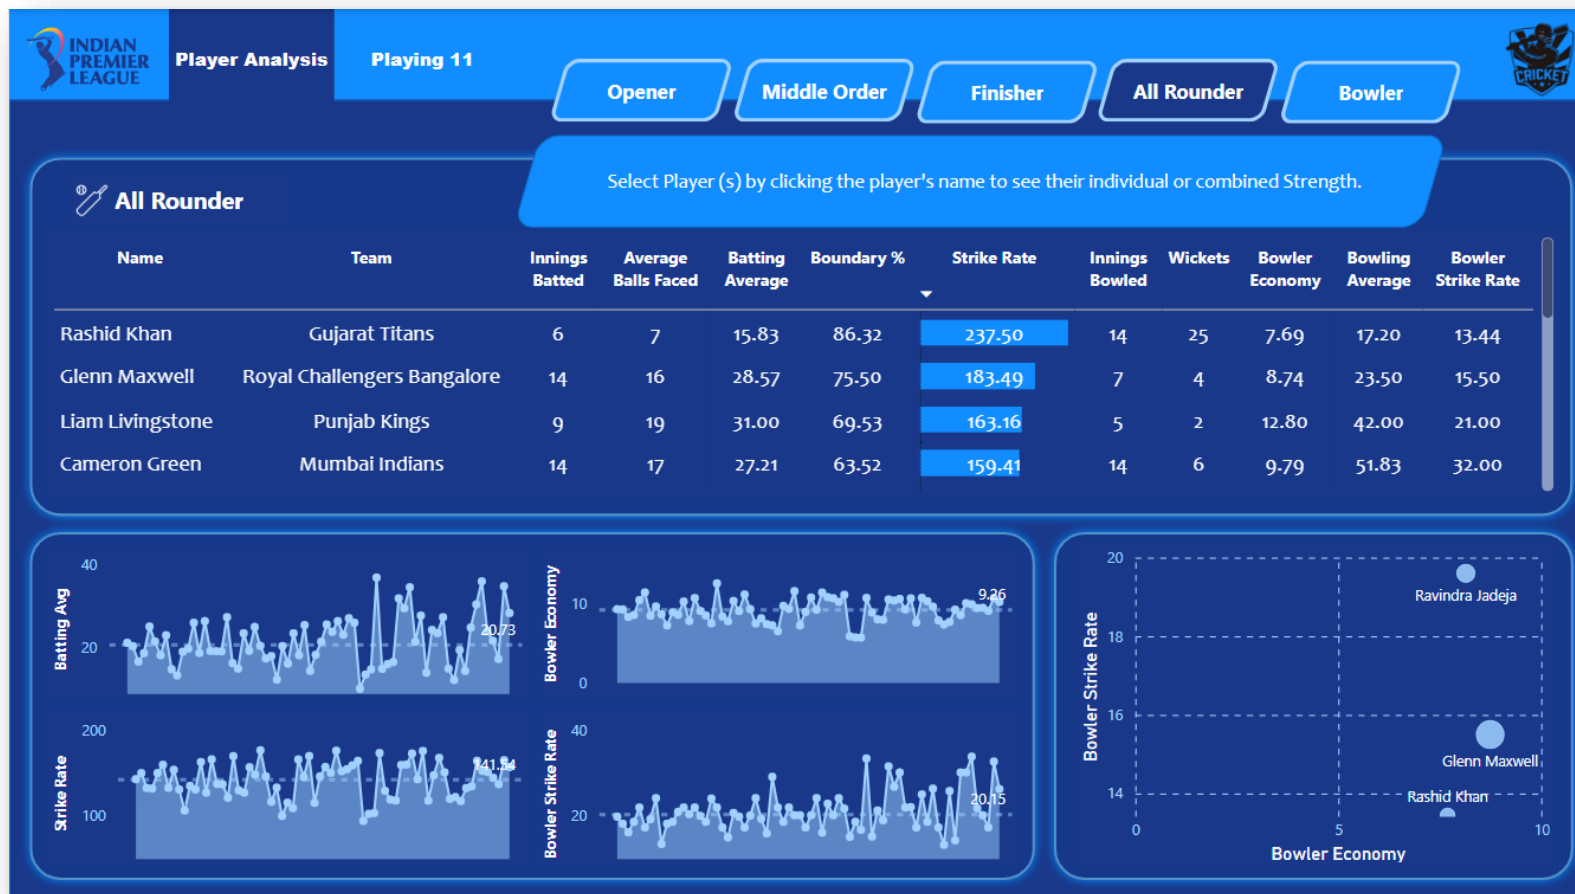 INDIAN
PREMIER
LEAGUE
Player Analysis
Playing 11
CRICKET
Opener
Middle Order
Finisher
All Rounder
Bowler
Select Player (s) by clicking the player's name to see their individual or combined Strength.
All Rounder
Name Team Innings Batted Average Balls Faced Batting Average Boundary % Strike Rate Innings Bowled Wickets Bowler Economy Bowling Average Bowler Strike Rate
Rashid Khan Gujarat Titans 6 7 15.83 86.32 237.50 14 25 7.69 17.20 13.44
Glenn Maxwell Royal Challengers Bangalore 14 16 28.57 75.50 183.49 7 4 8.74 23.50 15.50
Liam Livingstone Punjab Kings 9 19 31.00 69.53 163.16 5 2 12.80 42.00 21.00
Cameron Green Mumbai Indians 14 17 27.21 63.52 159.41 14 6 9.79 51.83 32.00
Batting Avg
40
20
20.73
Bowler Economy
10
0
9.26
Strike Rate
200
100
141.54
Bowler Strike Rate
40
20
20.15
Bowler Strike Rate
20
18
16
14
Ravindra Jadeja
Glenn Maxwell
Rashid Khan
0 5 10
Bowler Economy